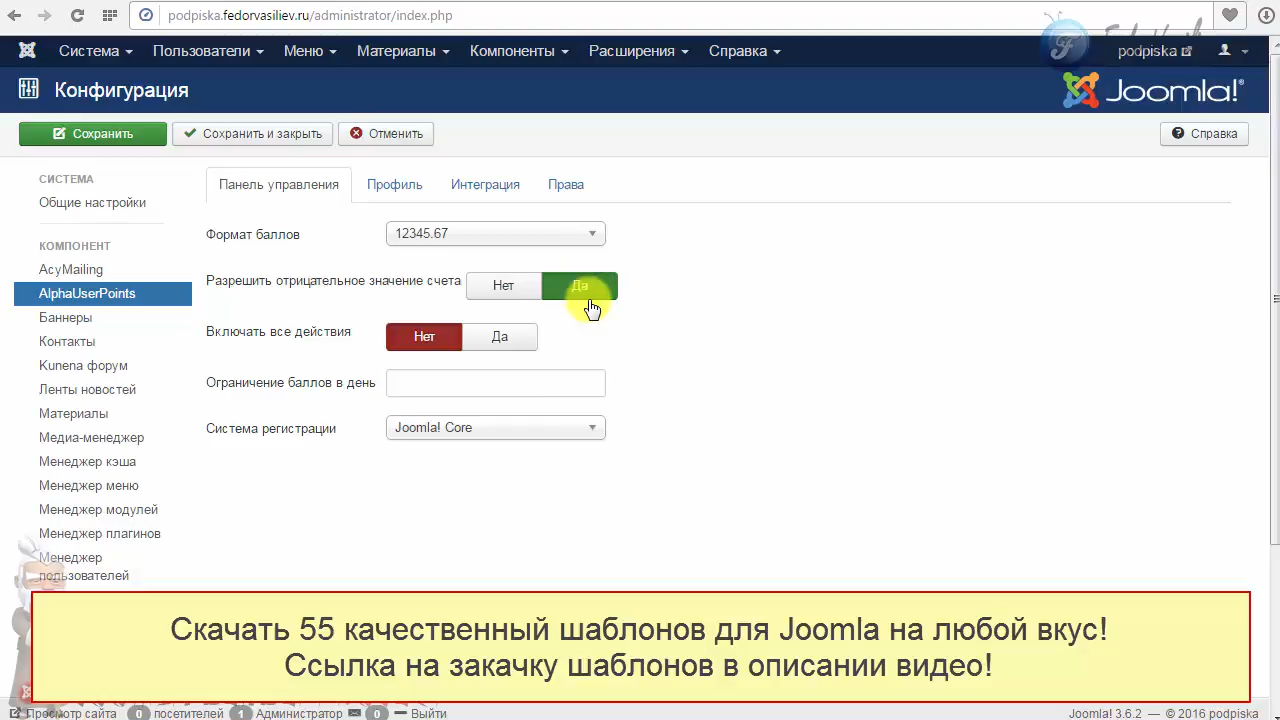 podpiska.fedorvasiliev.ru/administrator/index.php
Система Пользователи Меню Материалы Компоненты Расширения Справка podpiska
Конфигурация
Joomla!®
Сохранить Сохранить и закрыть Отменить Справка
СИСТЕМА
Общие настройки
КОМПОНЕНТ
AcyMailing
AlphaUserPoints
Баннеры
Контакты
Kunena форум
Ленты новостей
Материалы
Медиа-менеджер
Менеджер кэша
Менеджер меню
Менеджер модулей
Менеджер плагинов
Менеджер
пользователей
Панель управления Профиль Интеграция Права
Формат баллов 12345.67
Разрешить отрицательное значение счета Нет Да
Включать все действия Нет Да
Ограничение баллов в день
Система регистрации Joomla! Core
Скачать 55 качественный шаблонов для Joomla на любой вкус!
Ссылка на закачку шаблонов в описании видео!
Просмотр сайта 0 посетителей 1 Администратор 0 Выйти
Joomla! 3.6.2 — © 2016 podpiska